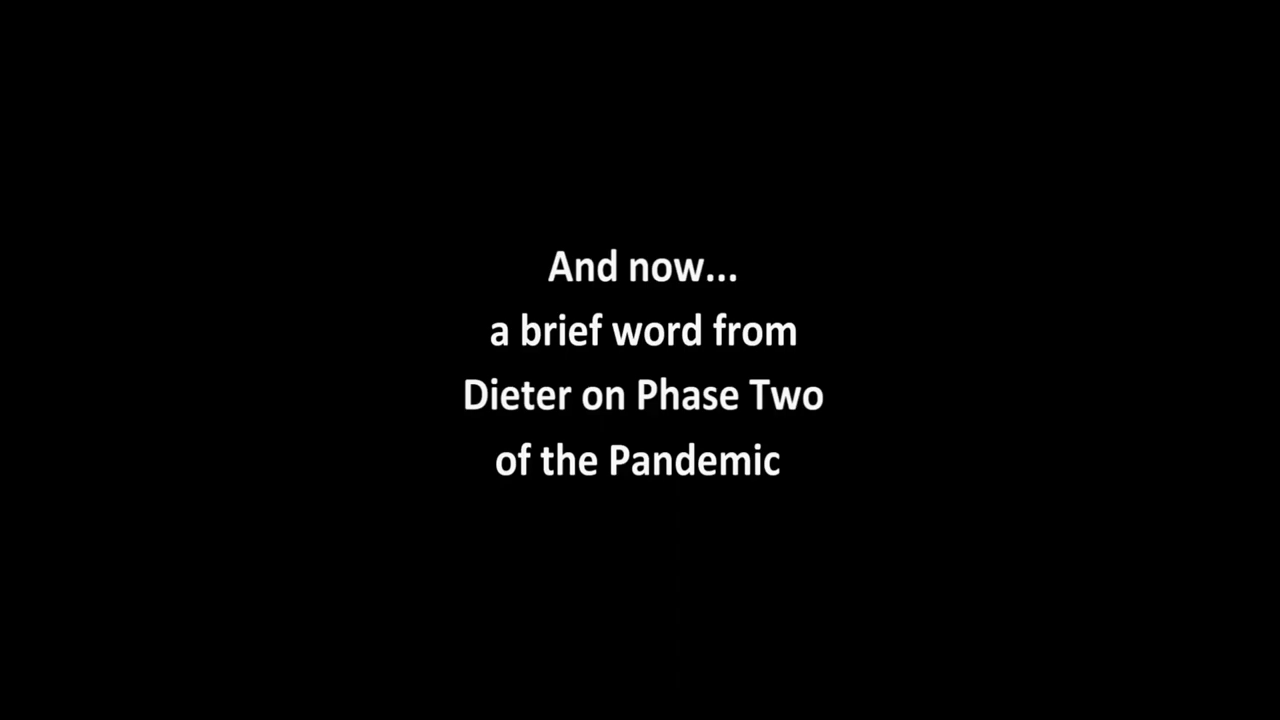 And now...
a brief word from
Dieter on Phase Two
of the Pandemic